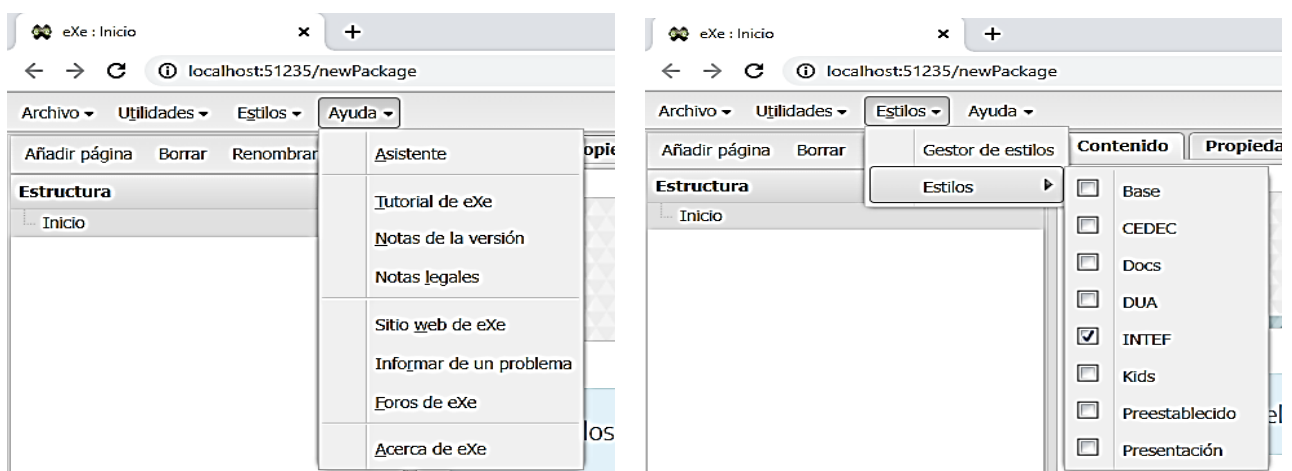 eXe : Inicio
localhost:51235/newPackage
Archivo Utilidades Estilos Ayuda
Añadir página Borrar Renombrar
Estructura
Inicio
Asistente
Tutorial de eXe
Notas de la versión
Notas legales
Sitio web de eXe
Informar de un problema
Foros de eXe
Acerca de eXe
opie
los
eXe : Inicio
localhost:51235/newPackage
Archivo Utilidades Estilos Ayuda
Añadir página Borrar
Estructura
Inicio
Gestor de estilos
Estilos
Contenido Propieda
Base
CEDEC
Docs
DUA
INTEF
Kids
Preestablecido
Presentación
el